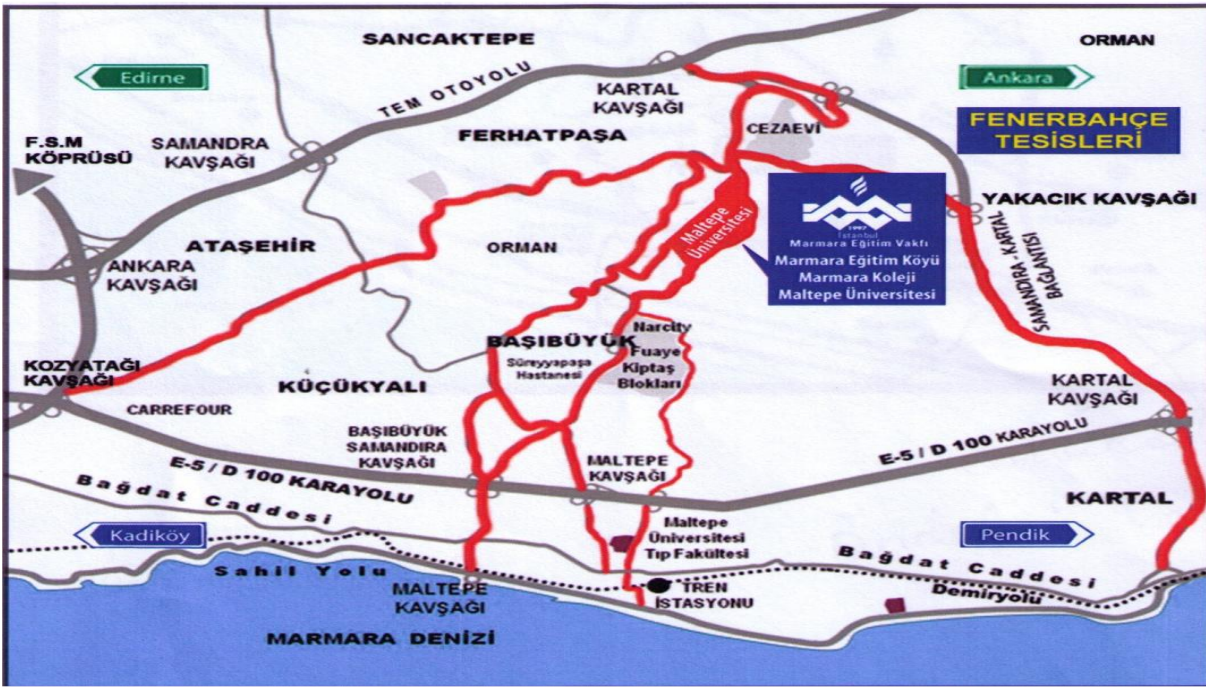 SANCAKTEPE
ORMAN
Edirne
TEM OTOYOLU
KARTAL
KAVŞAĞI
Ankara
FERHATPAŞA
CEZAEVİ
FENERBAHÇE
TESİSLERİ
F.S.M
KÖPRÜSÜ
SAMANDRA
KAVŞAĞI
YAKACIK KAVŞAĞI
Maltepe
Üniversitesi
1997
İstanbul
Marmara Eğitim Vakfı
Marmara Eğitim Köyü
Marmara Koleji
Maltepe Üniversitesi
ATAŞEHİR
ORMAN
ANKARA
KAVŞAĞI
SAMANDRA - KARTAL
BAĞLANTISI
BAŞIBÜYÜK
Narcity
Fuaye
Kiptaş
Blokları
Süreyyapaşa
Hastanesi
KOZYATAĞI
KAVŞAĞI
KÜÇÜKYALI
KARTAL
KAVŞAĞI
CARREFOUR
BAŞIBÜYÜK
SAMANDIRA
KAVŞAĞI
MALTEPE
KAVŞAĞI
E-5 / D 100 KARAYOLU
E-5 / D 100 KARAYOLU
Bağdat Caddesi
KARTAL
Kadiköy
Maltepe
Üniversitesi
Tıp Fakültesi
Pendik
Sahil Yolu
Bağdat Caddesi
MALTEPE
KAVŞAĞI
TREN
İSTASYONU
Demiryolu
MARMARA DENİZİ